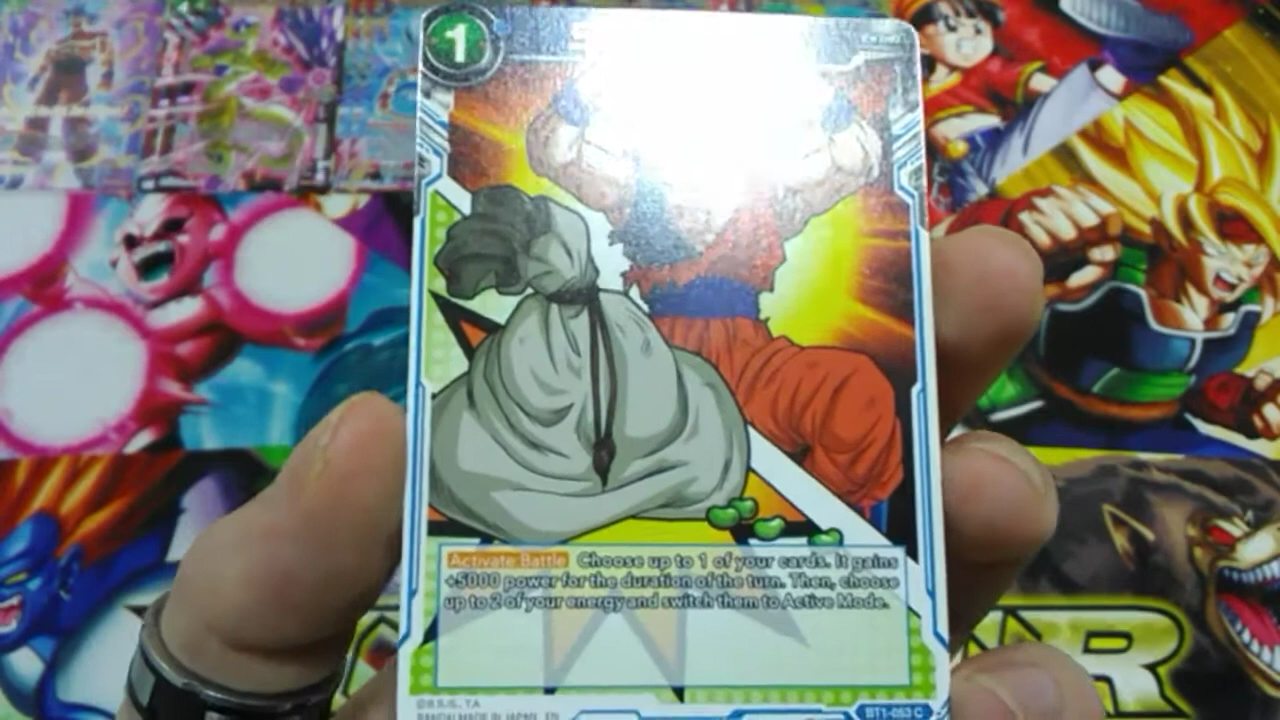 1
Activate: Battle Choose up to 1 of your cards. It gains
+5000 power for the duration of the turn. Then, choose
up to 2 of your energy and switch them to Active Mode.
BANDAI MADE IN JAPAN EN
BT1-053 C